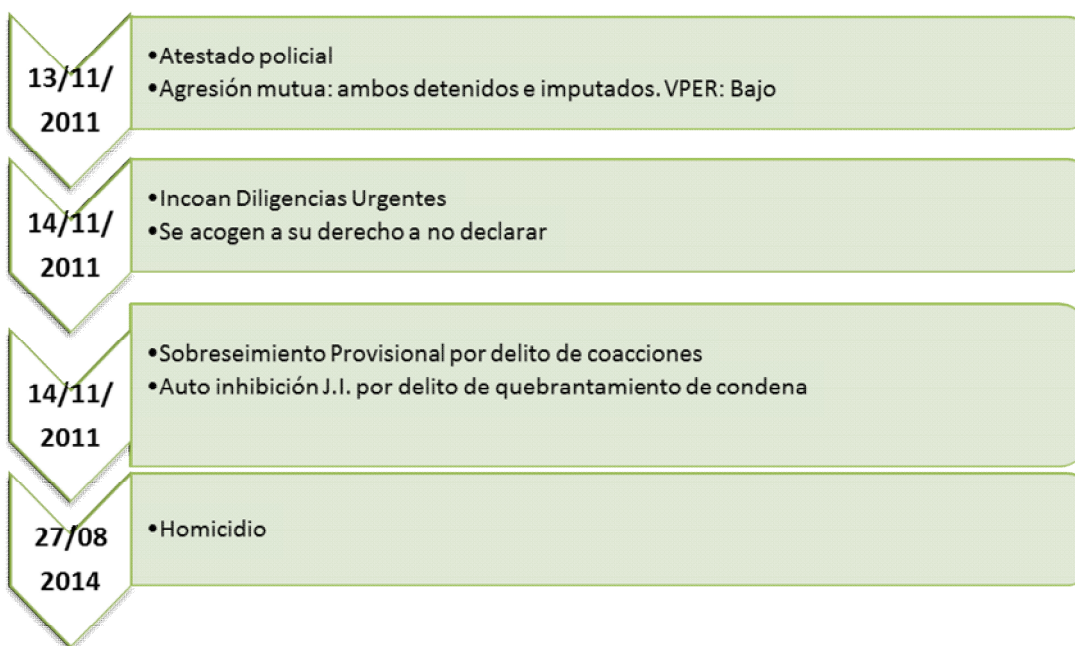 13/11/
2011
•Atestado policial
•Agresión mutua: ambos detenidos e imputados. VPER: Bajo
14/11/
2011
•Incoan Diligencias Urgentes
•Se acogen a su derecho a no declarar
14/11/
2011
•Sobreseimiento Provisional por delito de coacciones
•Auto inhibición J.I. por delito de quebrantamiento de condena
27/08
2014
•Homicidio